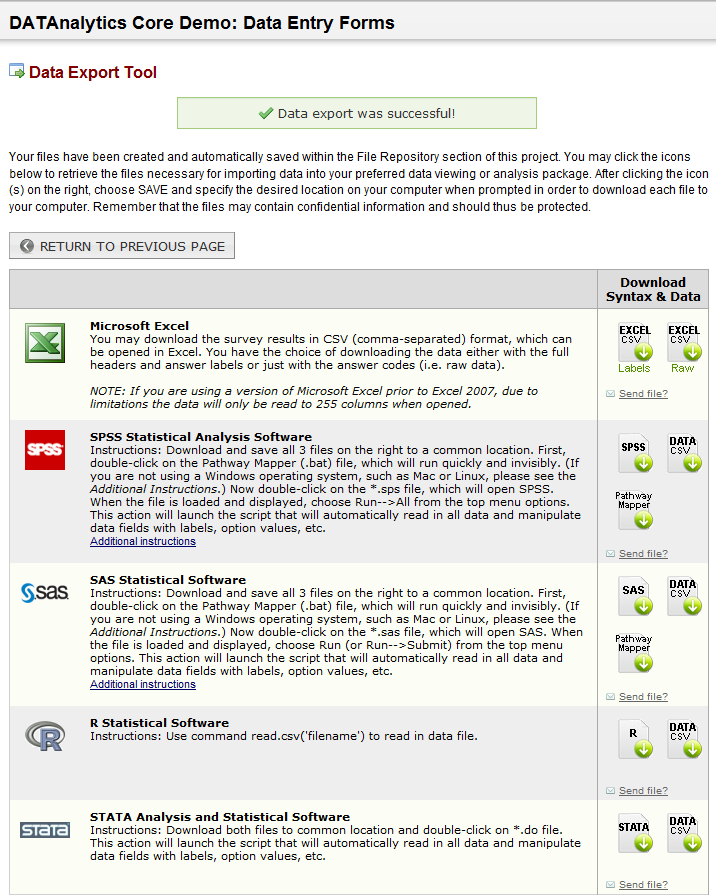 DATAnalytics Core Demo: Data Entry Forms
Data Export Tool
Data export was successful!
Your files have been created and automatically saved within the File Repository section of this project. You may click the icons
below to retrieve the files necessary for importing data into your preferred data viewing or analysis package. After clicking the icon
(s) on the right, choose SAVE and specify the desired location on your computer when prompted in order to download each file to
your computer. Remember that the files may contain confidential information and should thus be protected.
RETURN TO PREVIOUS PAGE
Download
Syntax & Data
Microsoft Excel
You may download the survey results in CSV (comma-separated) format, which can
be opened in Excel. You have the choice of downloading the data either with the full
headers and answer labels or just with the answer codes (i.e. raw data).
NOTE: If you are using a version of Microsoft Excel prior to Excel 2007, due to
limitations the data will only be read to 255 columns when opened.
EXCEL EXCEL
CSV CSV
Labels Raw
Send file?
SPSS
SPSS Statistical Analysis Software
Instructions: Download and save all 3 files on the right to a common location. First,
double-click on the Pathway Mapper (.bat) file, which will run quickly and invisibly. (If
you are not using a Windows operating system, such as Mac or Linux, please see the
Additional Instructions.) Now double-click on the *.sps file, which will open SPSS.
When the file is loaded and displayed, choose Run-->All from the top menu options.
This action will launch the script that will automatically read in all data and manipulate
data fields with labels, option values, etc.
Additional instructions
SPSS DATA
CSV
Pathway
Mapper
Send file?
sas
SAS Statistical Software
Instructions: Download and save all 3 files on the right to a common location. First,
double-click on the Pathway Mapper (.bat) file, which will run quickly and invisibly. (If
you are not using a Windows operating system, such as Mac or Linux, please see the
Additional Instructions.) Now double-click on the *.sas file, which will open SAS. When
the file is loaded and displayed, choose Run (or Run-->Submit) from the top menu
options. This action will launch the script that will automatically read in all data and
manipulate data fields with labels, option values, etc.
Additional instructions
SAS DATA
CSV
Pathway
Mapper
Send file?
R
R Statistical Software
Instructions: Use command read.csv('filename') to read in data file.
R DATA
CSV
Send file?
STATA
STATA Analysis and Statistical Software
Instructions: Download both files to common location and double-click on *.do file.
This action will launch the script that will automatically read in all data and manipulate
data fields with labels, option values, etc.
STATA DATA
CSV
Send file?